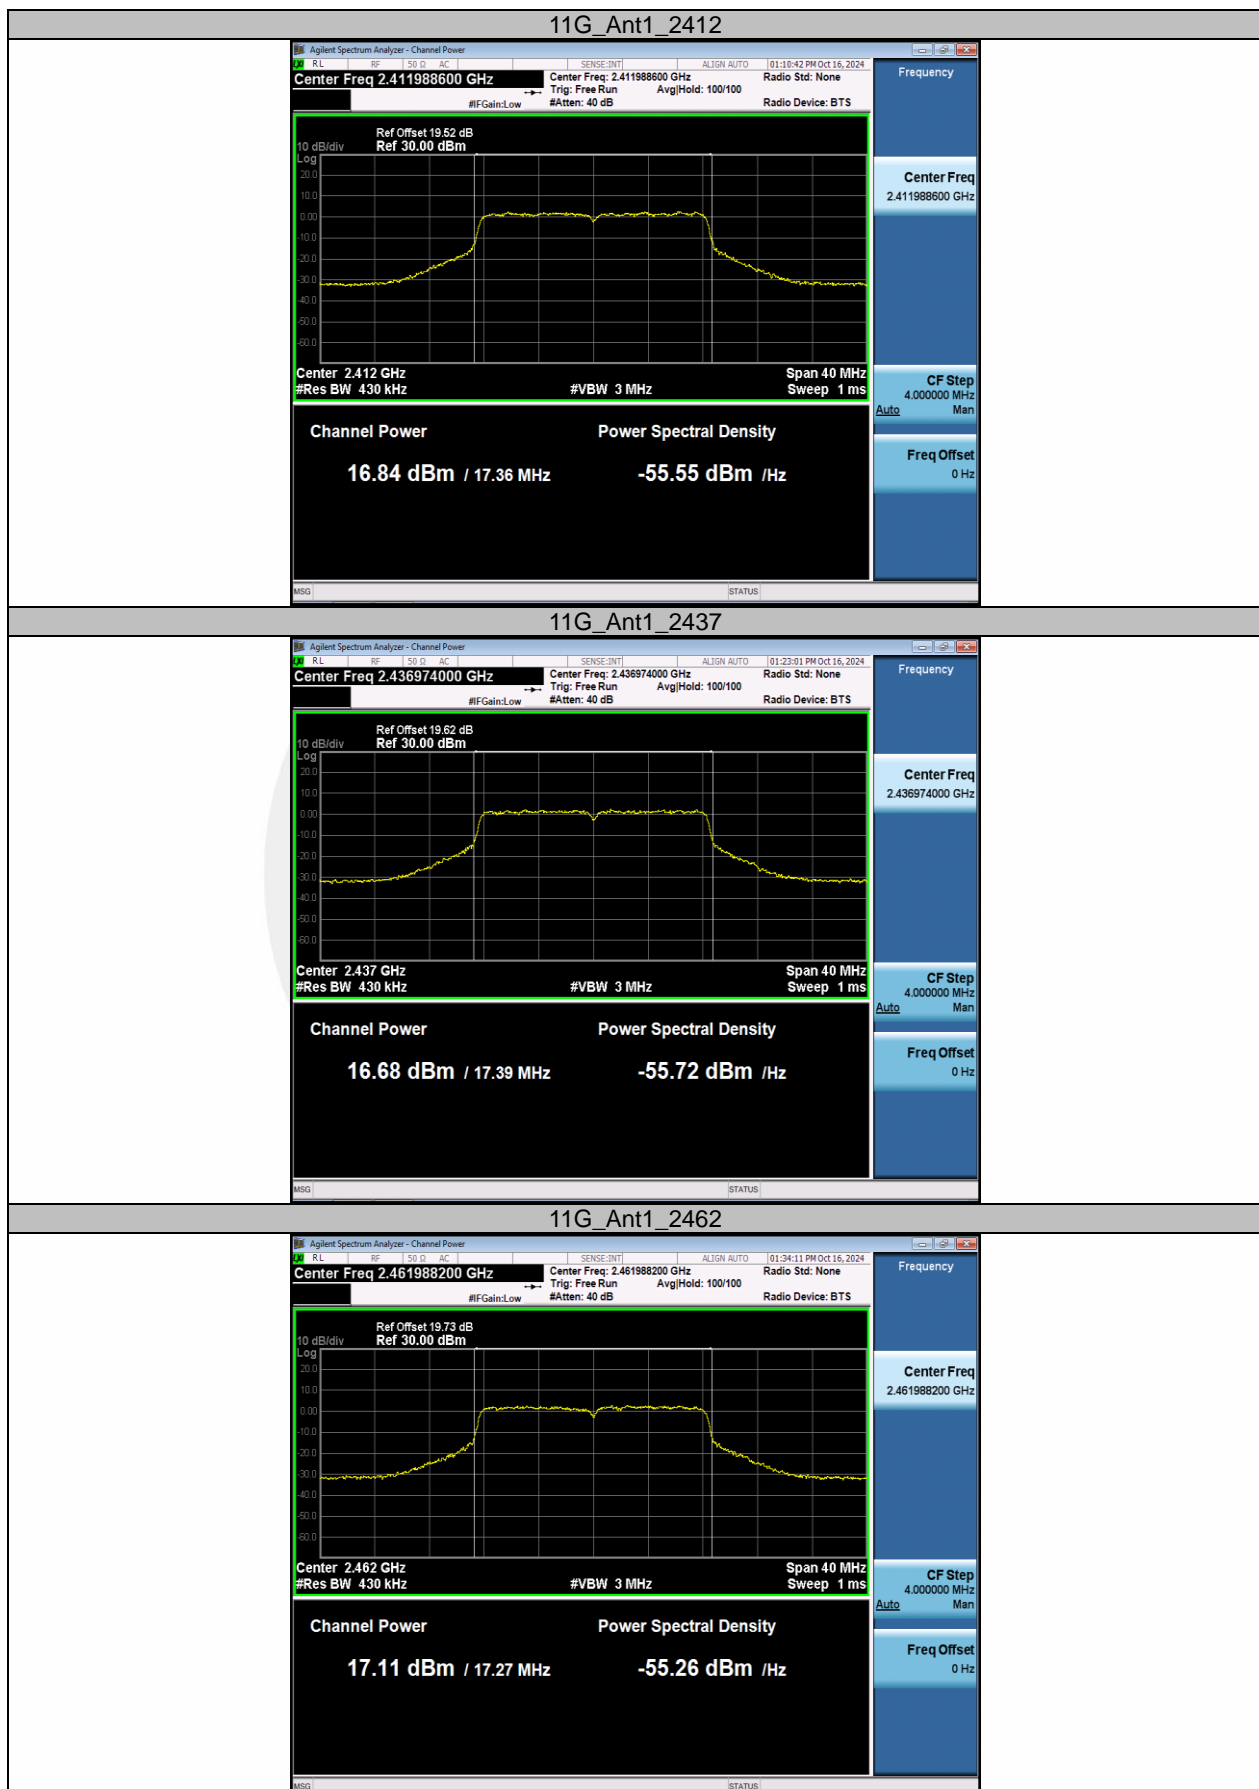 11G_Ant1_2412
Agilent Spectrum Analyzer - Channel Power
LXI RL RF 50 Ω AC SENSE:INT ALIGN AUTO 01:10:42 PM Oct 16, 2024
Center Freq 2.411988600 GHz
Center Freq: 2.411988600 GHz Radio Std: None
Trig: Free Run Avg|Hold: 100/100
#IFGain:Low #Atten: 40 dB Radio Device: BTS
Frequency
Ref Offset 19.52 dB
10 dB/div Ref 30.00 dBm
Log
20.0
10.0
0.00
-10.0
-20.0
-30.0
-40.0
-50.0
-60.0
Center Freq
2.411988600 GHz
Center 2.412 GHz Span 40 MHz
#Res BW 430 kHz #VBW 3 MHz Sweep 1 ms
CF Step
4.000000 MHz
Auto Man
Channel Power Power Spectral Density
16.84 dBm / 17.36 MHz -55.55 dBm /Hz
Freq Offset
0 Hz
MSG STATUS
11G_Ant1_2437
Agilent Spectrum Analyzer - Channel Power
LXI RL RF 50 Ω AC SENSE:INT ALIGN AUTO 01:23:01 PM Oct 16, 2024
Center Freq 2.436974000 GHz
Center Freq: 2.436974000 GHz Radio Std: None
Trig: Free Run Avg|Hold: 100/100
#IFGain:Low #Atten: 40 dB Radio Device: BTS
Frequency
Ref Offset 19.62 dB
10 dB/div Ref 30.00 dBm
Log
20.0
10.0
0.00
-10.0
-20.0
-30.0
-40.0
-50.0
-60.0
Center Freq
2.436974000 GHz
Center 2.437 GHz Span 40 MHz
#Res BW 430 kHz #VBW 3 MHz Sweep 1 ms
CF Step
4.000000 MHz
Auto Man
Channel Power Power Spectral Density
16.68 dBm / 17.39 MHz -55.72 dBm /Hz
Freq Offset
0 Hz
MSG STATUS
11G_Ant1_2462
Agilent Spectrum Analyzer - Channel Power
LXI RL RF 50 Ω AC SENSE:INT ALIGN AUTO 01:34:11 PM Oct 16, 2024
Center Freq 2.461988200 GHz
Center Freq: 2.461988200 GHz Radio Std: None
Trig: Free Run Avg|Hold: 100/100
#IFGain:Low #Atten: 40 dB Radio Device: BTS
Frequency
Ref Offset 19.73 dB
10 dB/div Ref 30.00 dBm
Log
20.0
10.0
0.00
-10.0
-20.0
-30.0
-40.0
-50.0
-60.0
Center Freq
2.461988200 GHz
Center 2.462 GHz Span 40 MHz
#Res BW 430 kHz #VBW 3 MHz Sweep 1 ms
CF Step
4.000000 MHz
Auto Man
Channel Power Power Spectral Density
17.11 dBm / 17.27 MHz -55.26 dBm /Hz
Freq Offset
0 Hz
MSG STATUS